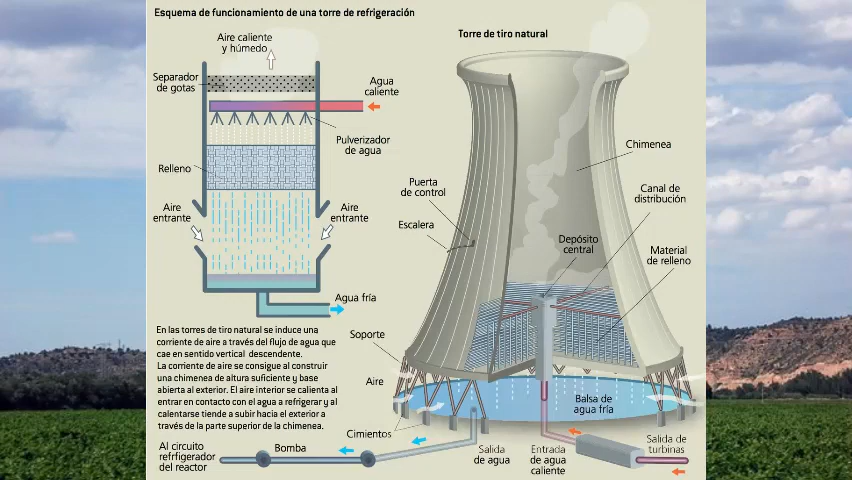 Esquema de funcionamiento de una torre de refrigeración
Aire caliente
y húmedo
Separador
de gotas
Agua
caliente
Pulverizador
de agua
Relleno
Aire
entrante
Aire
entrante
Agua fría
En las torres de tiro natural se induce una
corriente de aire a través del flujo de agua que
cae en sentido vertical descendente.
La corriente de aire se consigue al construir
una chimenea de altura suficiente y base
abierta al exterior. El aire interior se calienta al
entrar en contacto con el agua a refrigerar y al
calentarse tiende a subir hacia el exterior a
través de la parte superior de la chimenea.
Torre de tiro natural
Chimenea
Puerta
de control
Canal de
distribución
Escalera
Depósito
central
Material
de relleno
Soporte
Aire
Balsa de
agua fría
Cimientos
Al circuito
refrfigerador
del reactor
Bomba
Salida
de agua
Entrada
de agua
caliente
Salida de
turbinas